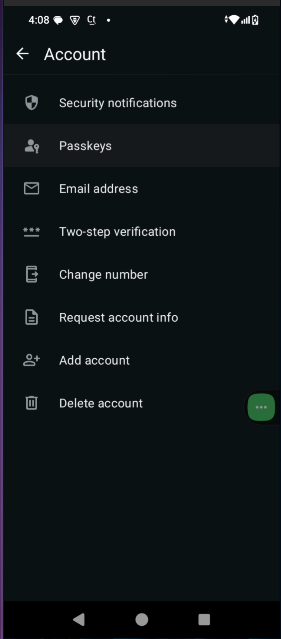 4:08
Account
Security notifications
Passkeys
Email address
Two-step verification
Change number
Request account info
Add account
Delete account